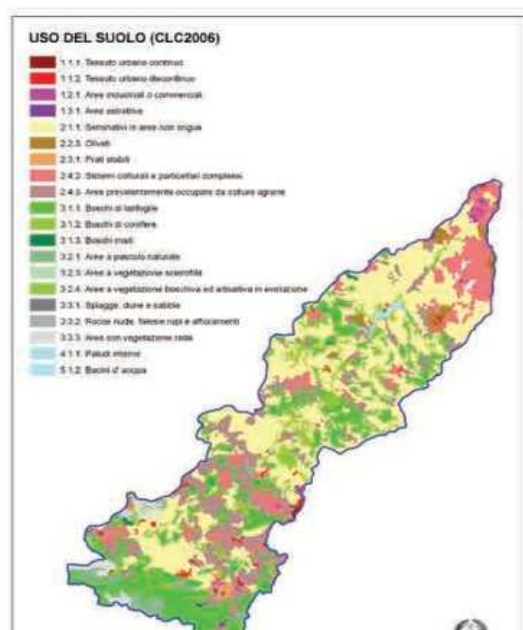 USO DEL SUOLO (CLC2006)
1.1.1. Tessuto urbano continuo
1.1.2. Tessuto urbano discontinuo
1.2.1. Aree industriali o commerciali
1.3.1. Aree estrattive
2.1.1. Seminativi in aree non irrigue
2.2.3. Oliveti
2.3.1. Prati stabili
2.4.2. Sistemi colturali e particellari complessi
2.4.3. Aree prevalentemente occupate da colture agrarie
3.1.1. Boschi di latifoglie
3.1.2. Boschi di conifere
3.1.3. Boschi misti
3.2.1. Aree a pascolo naturale
3.2.3. Aree a vegetazione sclerofilla
3.2.4. Aree a vegetazione boschiva ed arbustiva in evoluzione
3.3.1. Spiagge, dune e sabbie
3.3.2. Rocce nude, falesie rupi e affioramenti
3.3.3. Aree con vegetazione rada
4.1.1. Paludi interne
5.1.2. Bacini d' acqua